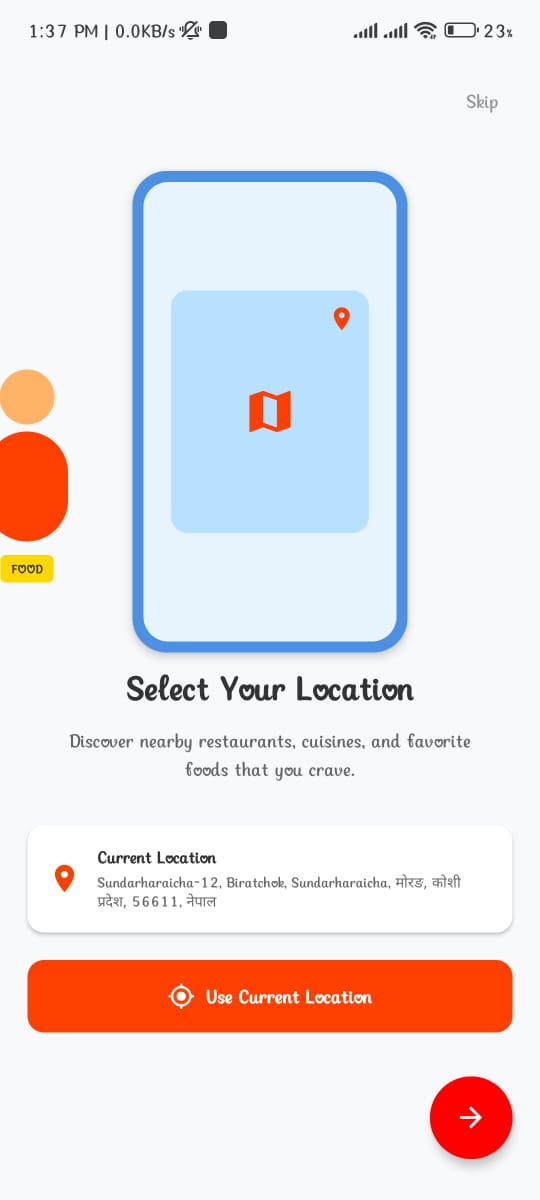 1:37 PM | 0.0KB/s
23%
Skip
FOOD
Select Your Location
Discover nearby restaurants, cuisines, and favorite
foods that you crave.
Current Location
Sundarharaicha-12, Biratchok, Sundarharaicha, मोरङ, कोशी
प्रदेश, 56611, नेपाल
Use Current Location